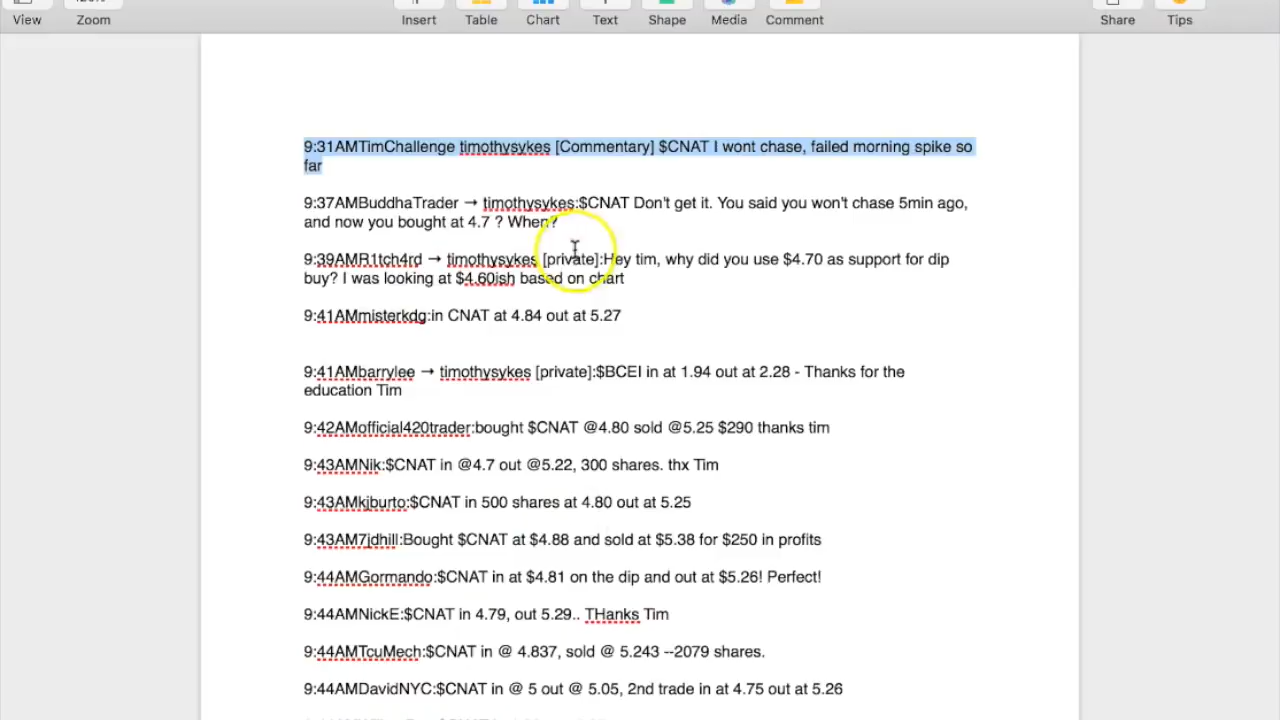 View
Zoom
Insert
Table
Chart
Text
Shape
Media
Comment
Share
Tips
9:31AMTimChallenge timothysykes [Commentary] $CNAT I wont chase, failed morning spike so
far
9:37AMBuddhaTrader → timothysykes:$CNAT Don't get it. You said you won't chase 5min ago,
and now you bought at 4.7 ? When?
9:39AMR1tch4rd → timothysykes [private]:Hey tim, why did you use $4.70 as support for dip
buy? I was looking at $4.60ish based on chart
9:41AMmisterkdg:in CNAT at 4.84 out at 5.27
9:41AMbarrylee → timothysykes [private]:$BCEI in at 1.94 out at 2.28 - Thanks for the
education Tim
9:42AMofficial420trader:bought $CNAT @4.80 sold @5.25 $290 thanks tim
9:43AMNik:$CNAT in @4.7 out @5.22, 300 shares. thx Tim
9:43AMkjburto:$CNAT in 500 shares at 4.80 out at 5.25
9:43AM7jdhill:Bought $CNAT at $4.88 and sold at $5.38 for $250 in profits
9:44AMGormando:$CNAT in at $4.81 on the dip and out at $5.26! Perfect!
9:44AMNickE:$CNAT in 4.79, out 5.29.. THanks Tim
9:44AMTcuMech:$CNAT in @ 4.837, sold @ 5.243 --2079 shares.
9:44AMDavidNYC:$CNAT in @ 5 out @ 5.05, 2nd trade in at 4.75 out at 5.26